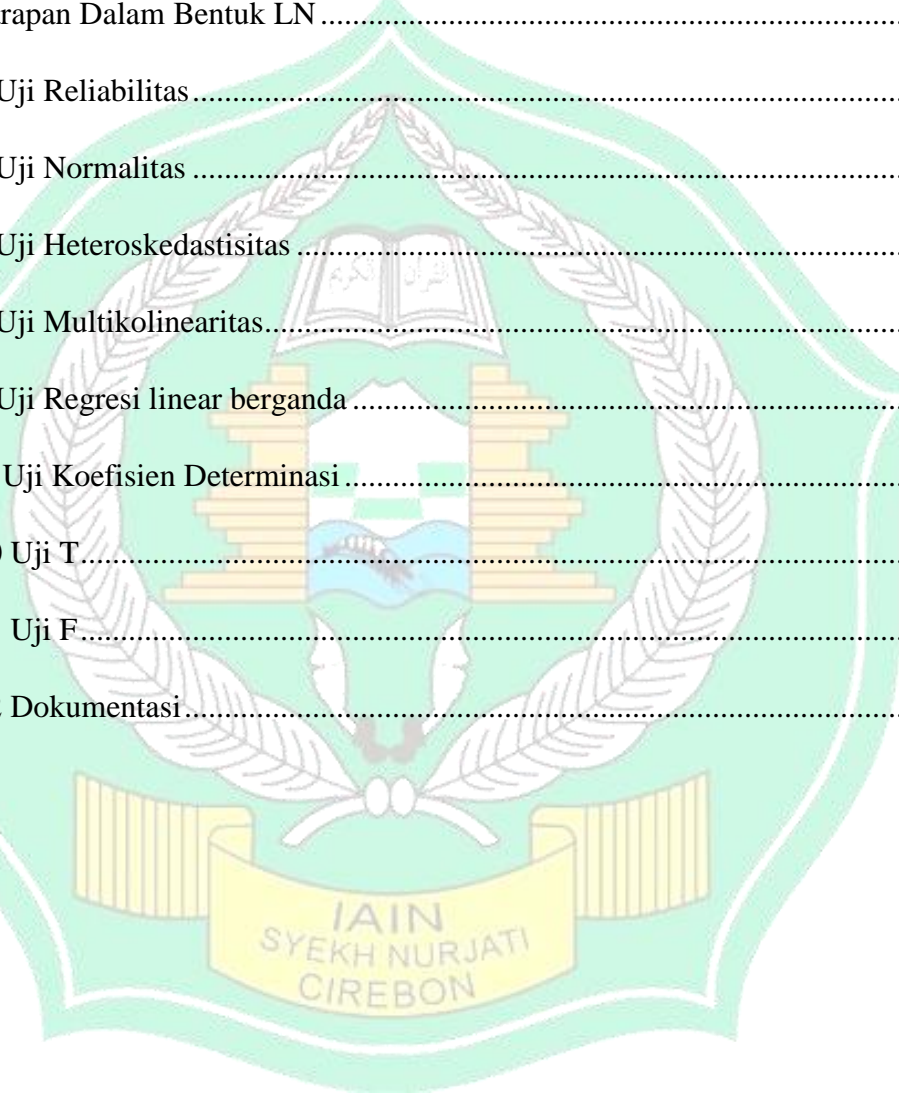 arapan Dalam Bentuk LN ........................................................................
Uji Reliabilitas ........................................................................................
Uji Normalitas ........................................................................................
Uji Heteroskedastisitas ...........................................................................
Uji Multikolinearitas...............................................................................
Uji Regresi linear berganda ....................................................................
Uji Koefisien Determinasi ......................................................................
Uji T.......................................................................................................
Uji F.......................................................................................................
Dokumentasi ..........................................................................................
IAIN
SYEKH NURJATI
CIREBON